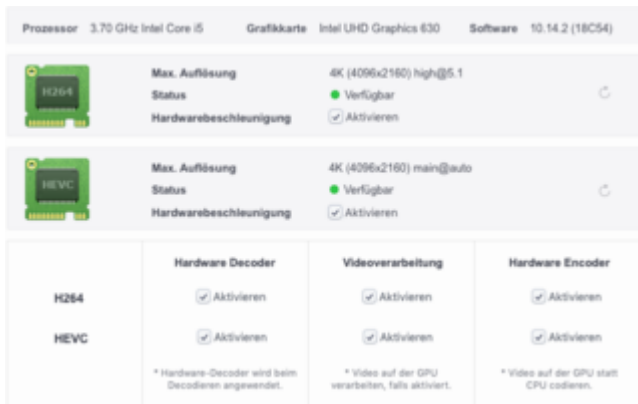 Prozessor 3.70 GHz Intel Core i5 Grafikkarte Intel UHD Graphics 630 Software 10.14.2 (18C54)
H264
Max. Auflösung 4K (4096x2160) high@5.1
Status Verfügbar
Hardwarebeschleunigung Aktivieren
HEVC
Max. Auflösung 4K (4096x2160) main@auto
Status Verfügbar
Hardwarebeschleunigung Aktivieren
Hardware Decoder Videoverarbeitung Hardware Encoder
H264 Aktivieren Aktivieren Aktivieren
HEVC Aktivieren Aktivieren Aktivieren
* Hardware-Decoder wird beim * Video auf der GPU * Video auf der GPU statt
Decodieren angewendet. verarbeiten, falls aktiviert. CPU codieren.